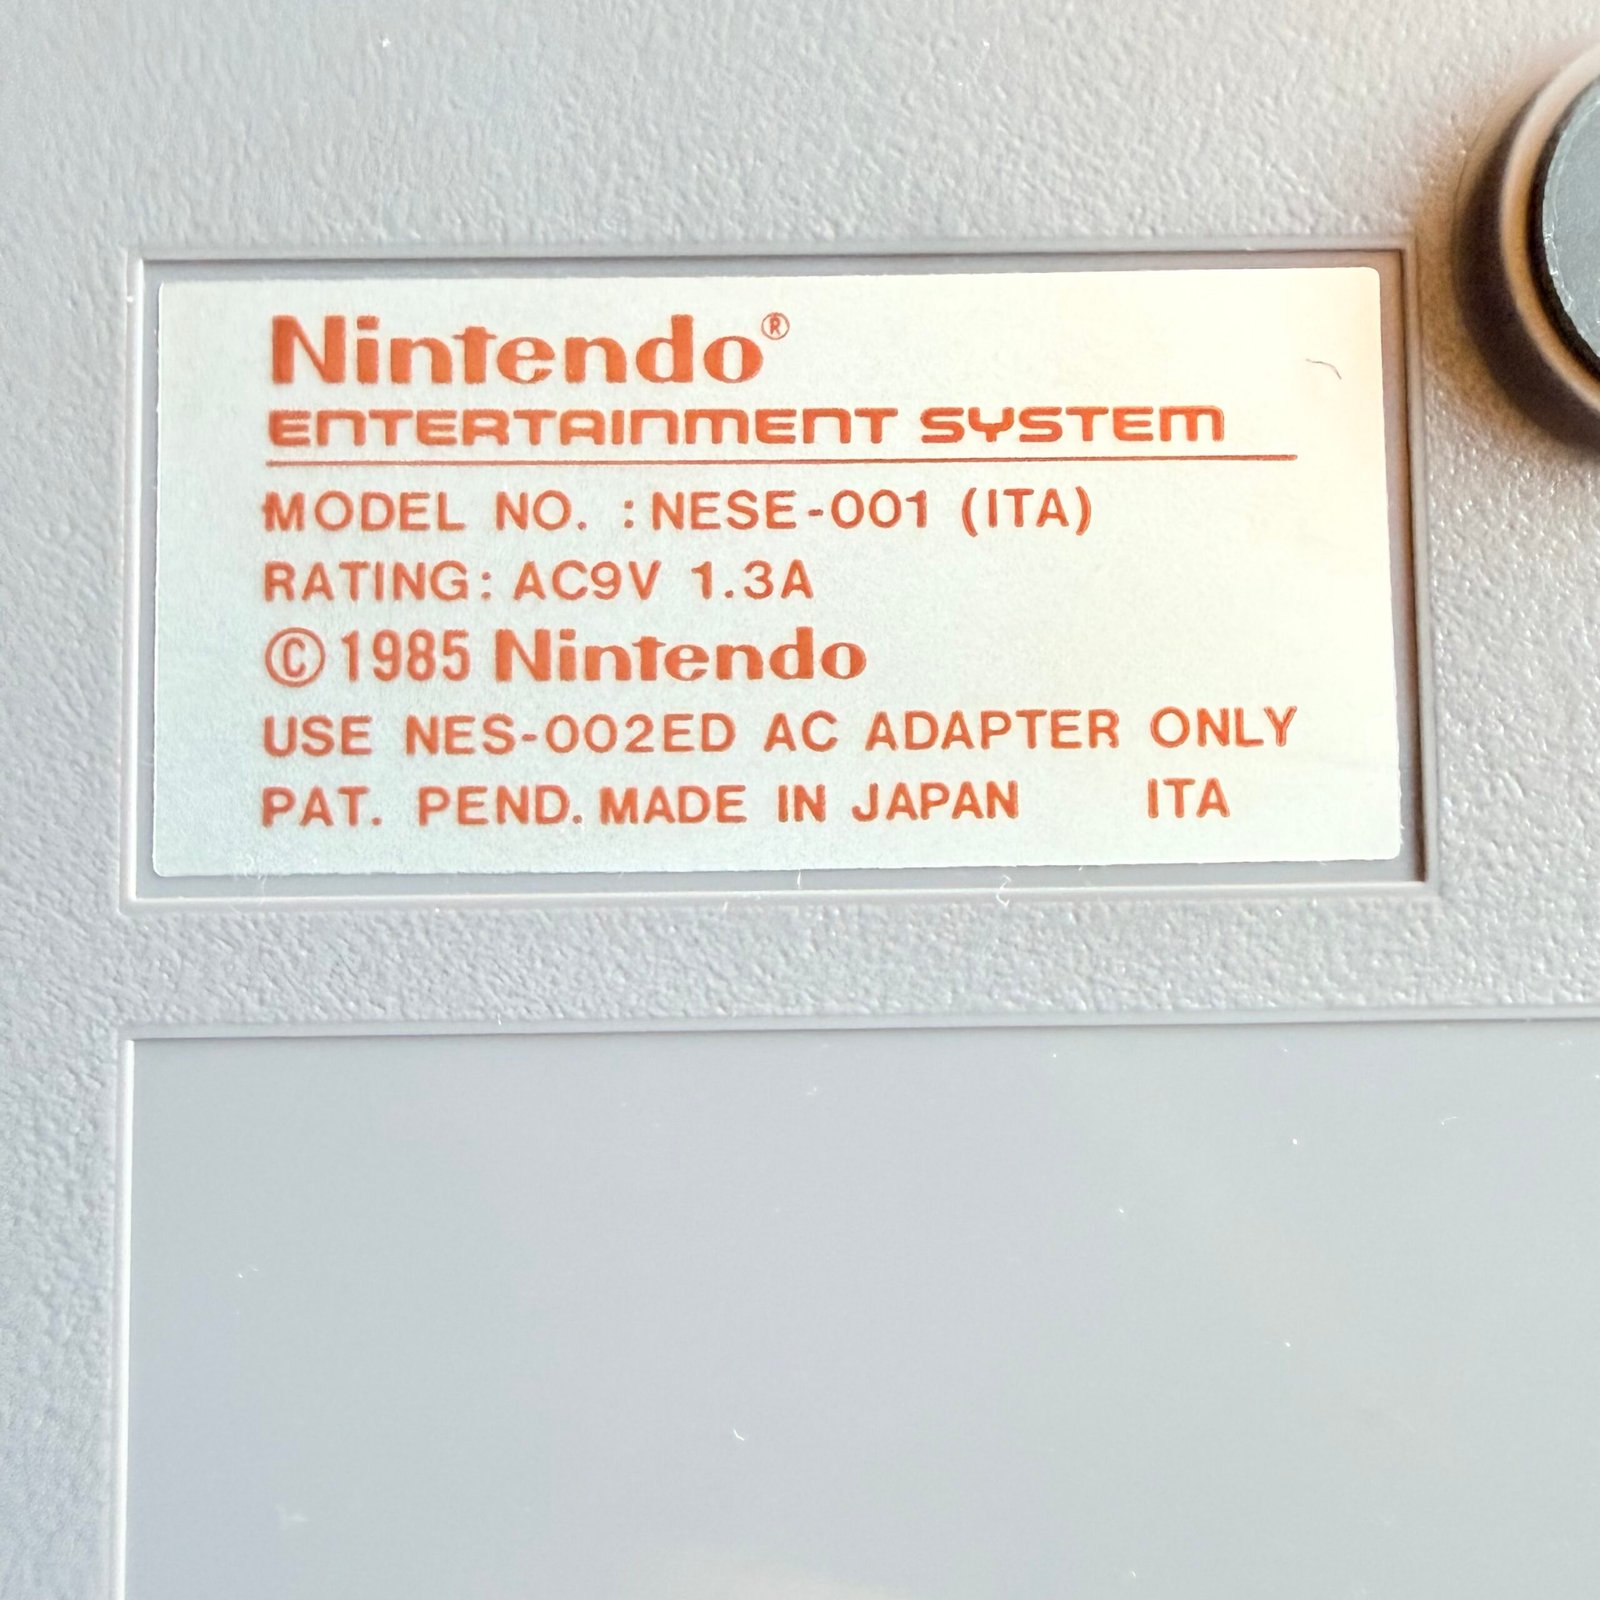 Nintendo®
ENTERTAINMENT SYSTEM
MODEL NO. : NESE-001 (ITA)
RATING: AC9V 1.3A
©1985 Nintendo
USE NES-002ED AC ADAPTER ONLY
PAT. PEND. MADE IN JAPAN ITA